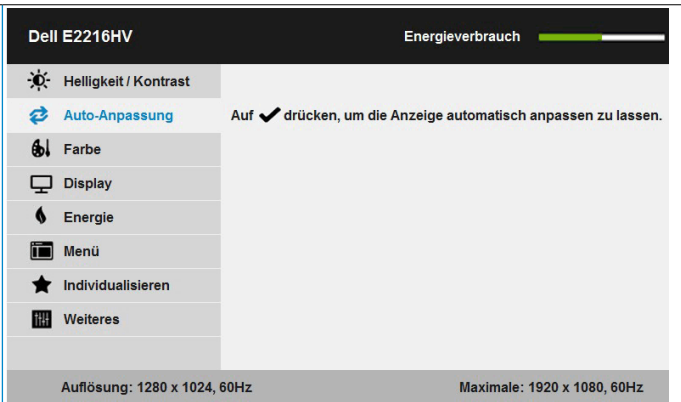 Dell E2216HV
Energieverbrauch
Helligkeit / Kontrast
Auto-Anpassung
Auf ✔ drücken, um die Anzeige automatisch anpassen zu lassen.
Farbe
Display
Energie
Menü
Individualisieren
Weiteres
Auflösung: 1280 x 1024, 60Hz
Maximale: 1920 x 1080, 60Hz